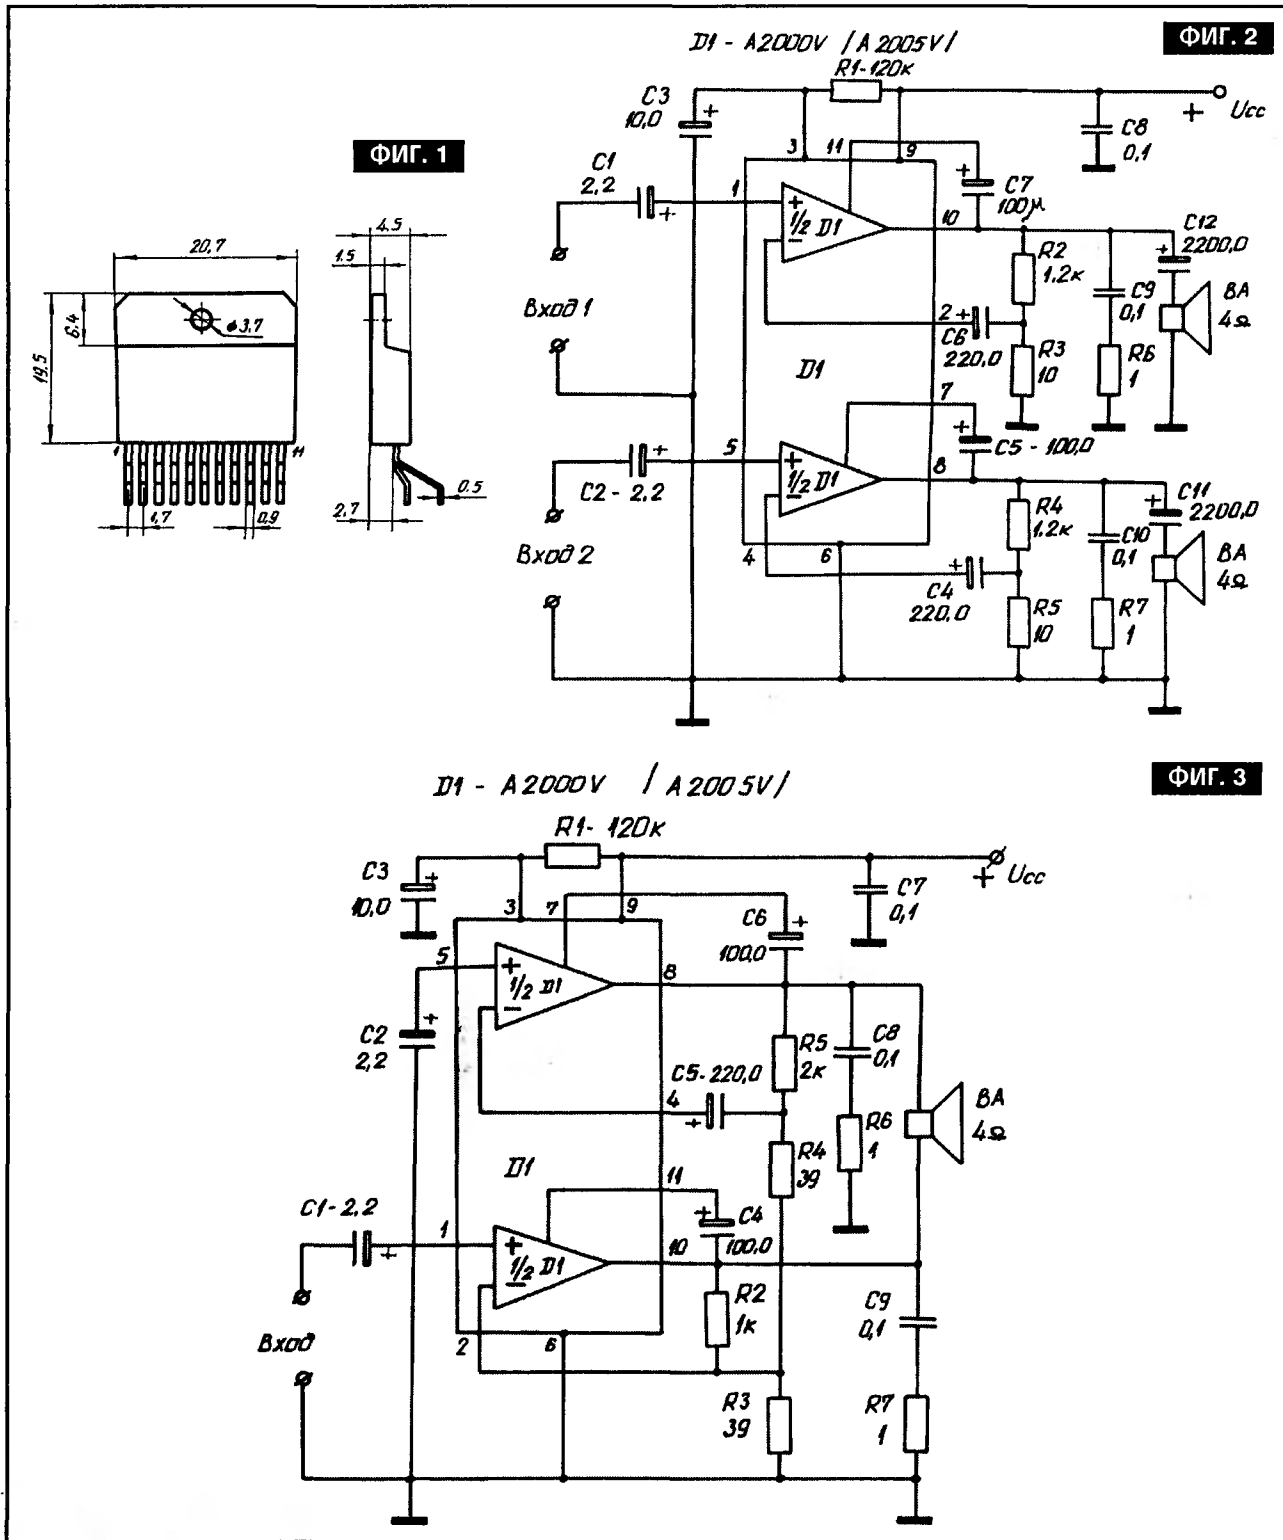 ФИГ. 1
20,7
4.5
1.5
6.4
19.5
ø3.7
1
11
1,7
0.9
2.7
0.5
ФИГ. 2
D1 - A2000V /A2005V/
R1-120к
C3
10,0
+
+ Ucc
C8
0,1
3
11
9
C1
2,2
+
1
+
1/2 D1
-
10
+
C7
100µ
C12
2200,0
+
R2
1,2к
C9
0,1
BA
4Ω
Вход 1
2
+
C6
220,0
R3
10
R6
1
D1
7
+
C5 - 100,0
5
+
C2 - 2,2
+
1/2 D1
-
8
C11
2200,0
+
R4
1,2к
C10
0,1
BA
4Ω
Вход 2
4
6
+
C4
220,0
R5
10
R7
1
ФИГ. 3
D1 - A2000V /A2005V/
R1- 120к
C3
10,0
+
+ Ucc
C7
0,1
3
7
9
C6
100,0
+
5
+
1/2 D1
-
8
C2
2,2
+
R5
2к
C8
0,1
C5-220,0
4
+
BA
4Ω
R4
39
R6
1
D1
11
C1-2,2
+
1
+
1/2 D1
-
10
+
C4
100,0
R2
1к
C9
0,1
Вход
2
6
R3
39
R7
1